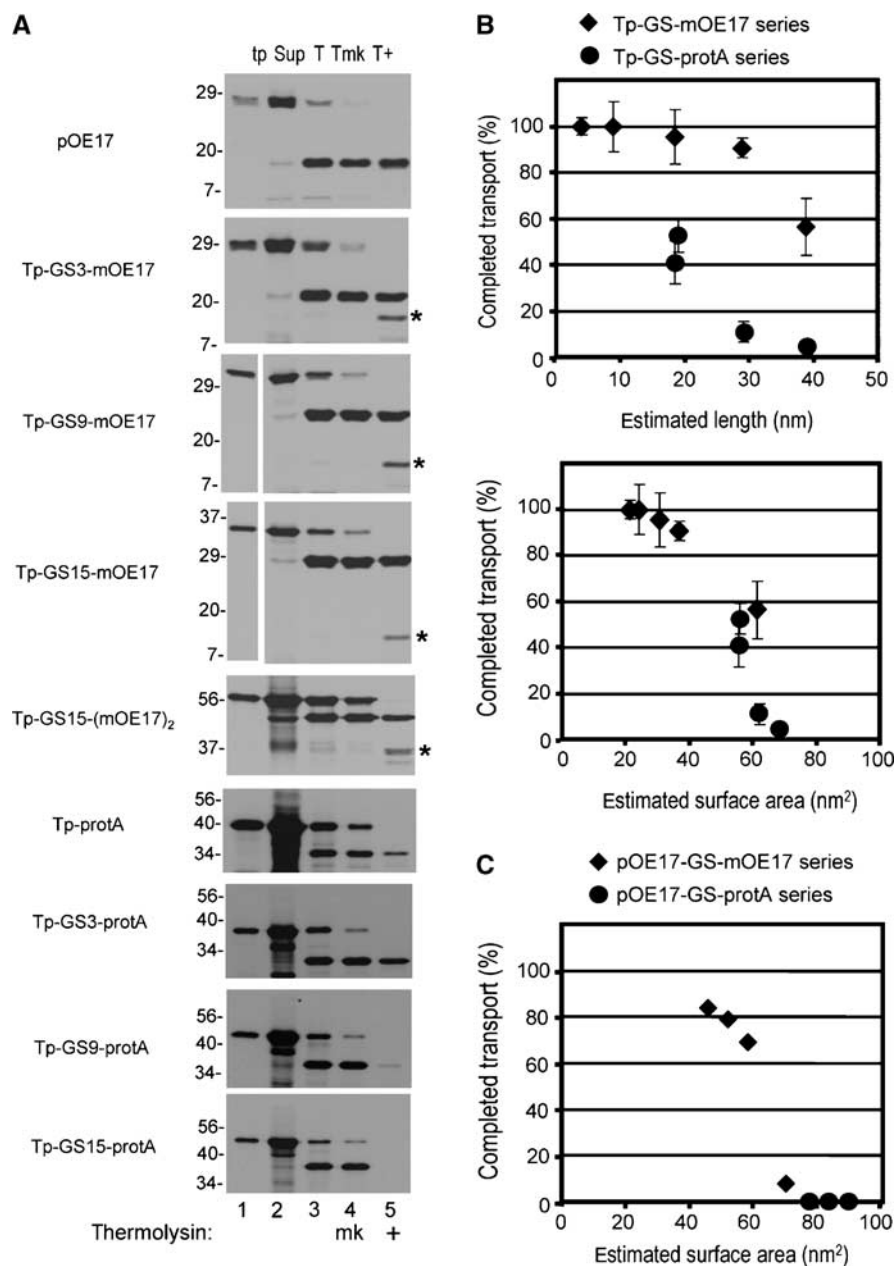 A
tp Sup T Tmk T+
pOE17
29-
20-
7-
Tp-GS3-mOE17
29-
20-
7-
*
Tp-GS9-mOE17
29-
20-
7-
*
Tp-GS15-mOE17
37-
29-
20-
7-
*
Tp-GS15-(mOE17)2
56-
37-
*
Tp-protA
56-
40-
34-
Tp-GS3-protA
56-
40-
34-
Tp-GS9-protA
56-
40-
34-
Tp-GS15-protA
56-
40-
34-
1 2 3 4 5
Thermolysin: mk +
B
Tp-GS-mOE17 series
Tp-GS-protA series
Completed transport (%)
100
80
60
40
20
0
0 10 20 30 40 50
Estimated length (nm)
Completed transport (%)
100
80
60
40
20
0
0 20 40 60 80 100
Estimated surface area (nm²)
C
pOE17-GS-mOE17 series
pOE17-GS-protA series
Completed transport (%)
100
80
60
40
20
0
0 20 40 60 80 100
Estimated surface area (nm²)